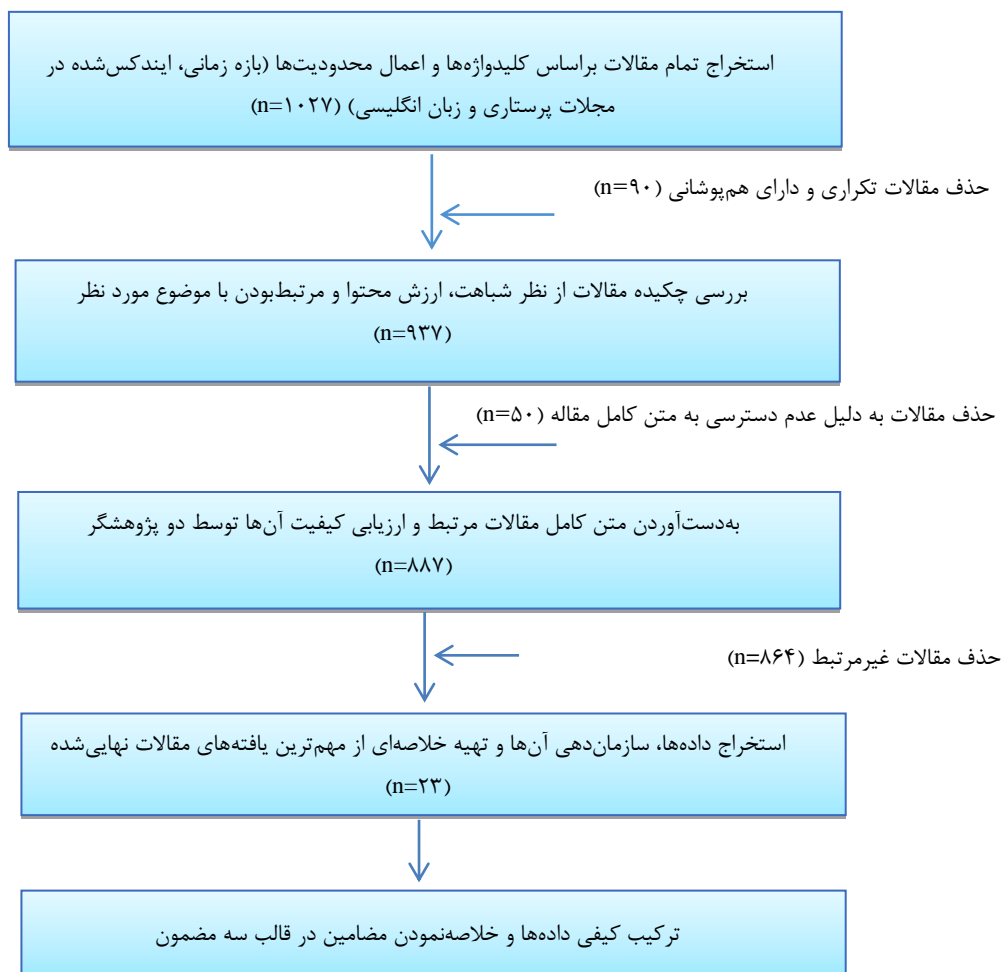 استخراج تمام مقالات براساس کلیدواژه‌ها و اعمال محدودیت‌ها (بازه زمانی، ایندکس‌شده در
مجلات پرستاری و زبان انگلیسی) (n=۱۰۲۷)
حذف مقالات تکراری و دارای هم‌پوشانی (n=۹۰)
بررسی چکیده مقالات از نظر شباهت، ارزش محتوا و مرتبط‌بودن با موضوع مورد نظر
(n=۹۳۷)
حذف مقالات به دلیل عدم دسترسی به متن کامل مقاله (n=۵۰)
به‌دست‌آوردن متن کامل مقالات مرتبط و ارزیابی کیفیت آن‌ها توسط دو پژوهشگر
(n=۸۸۷)
حذف مقالات غیرمرتبط (n=۸۶۴)
استخراج داده‌ها، سازمان‌دهی آن‌ها و تهیه خلاصه‌ای از مهم‌ترین یافته‌های مقالات نهایی‌شده
(n=۲۳)
ترکیب کیفی داده‌ها و خلاصه‌نمودن مضامین در قالب سه مضمون